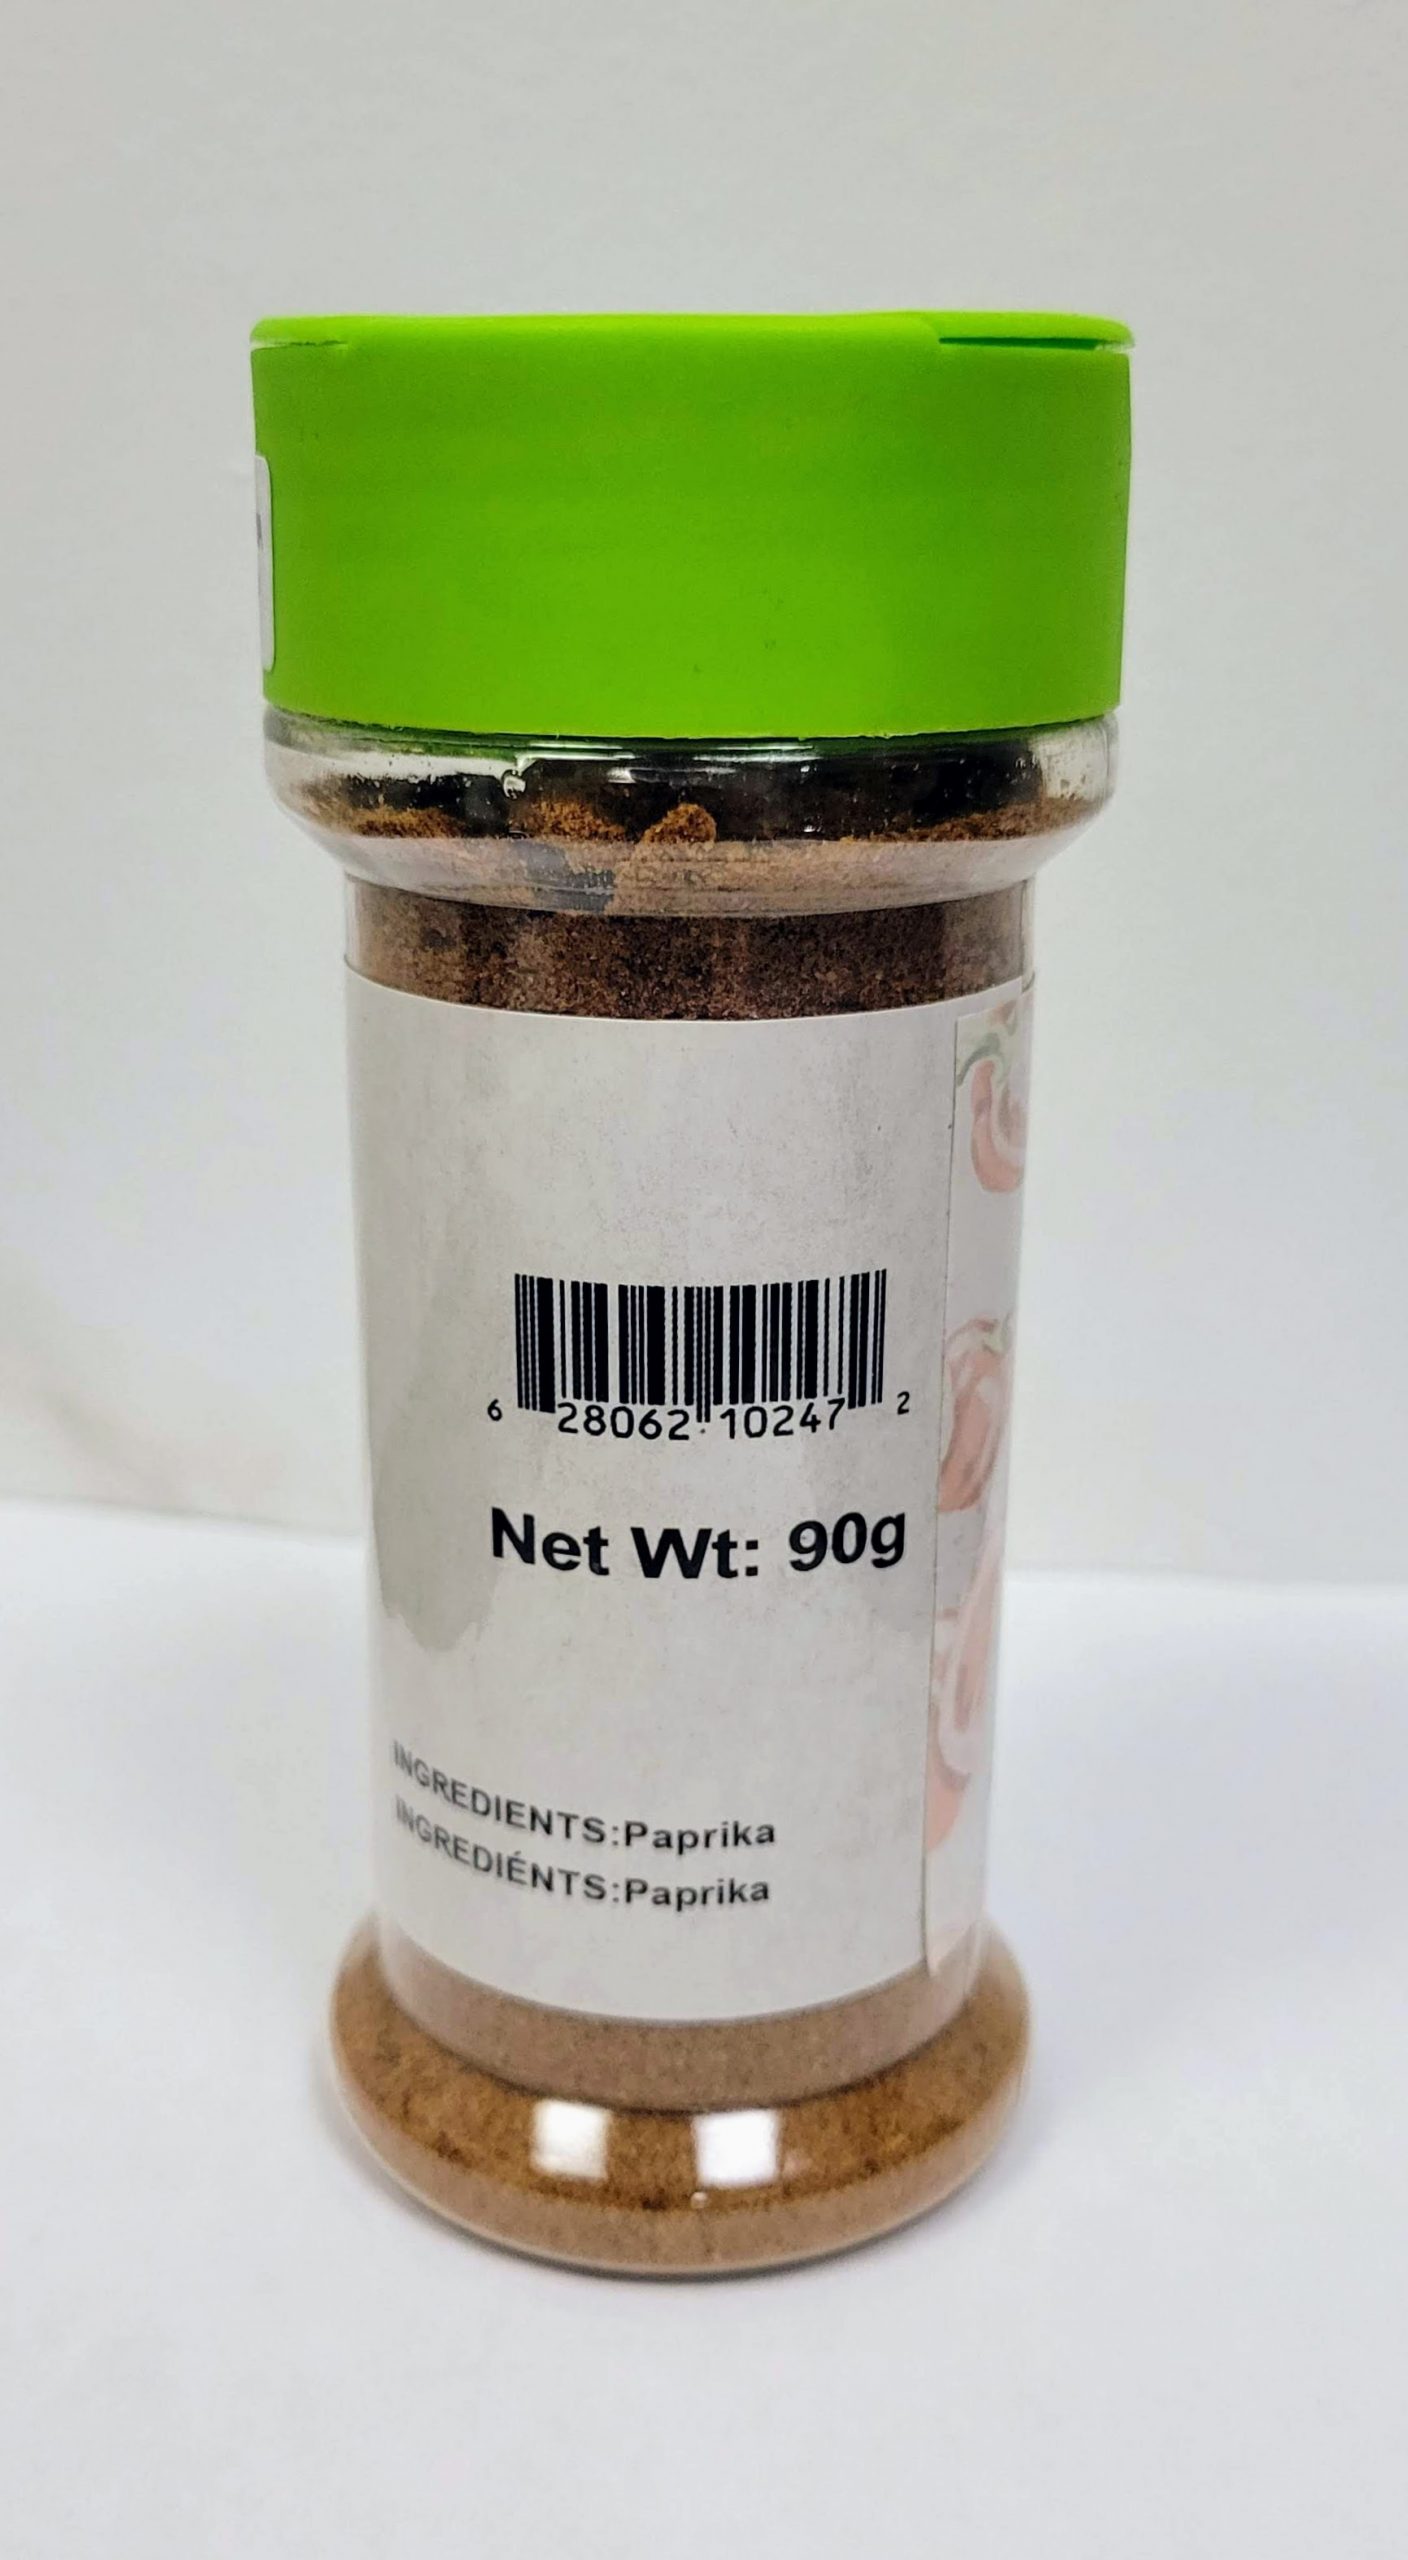 6 28062 10247 2
Net Wt: 90g
INGREDIENTS:Paprika
INGREDIÉNTS:Paprika